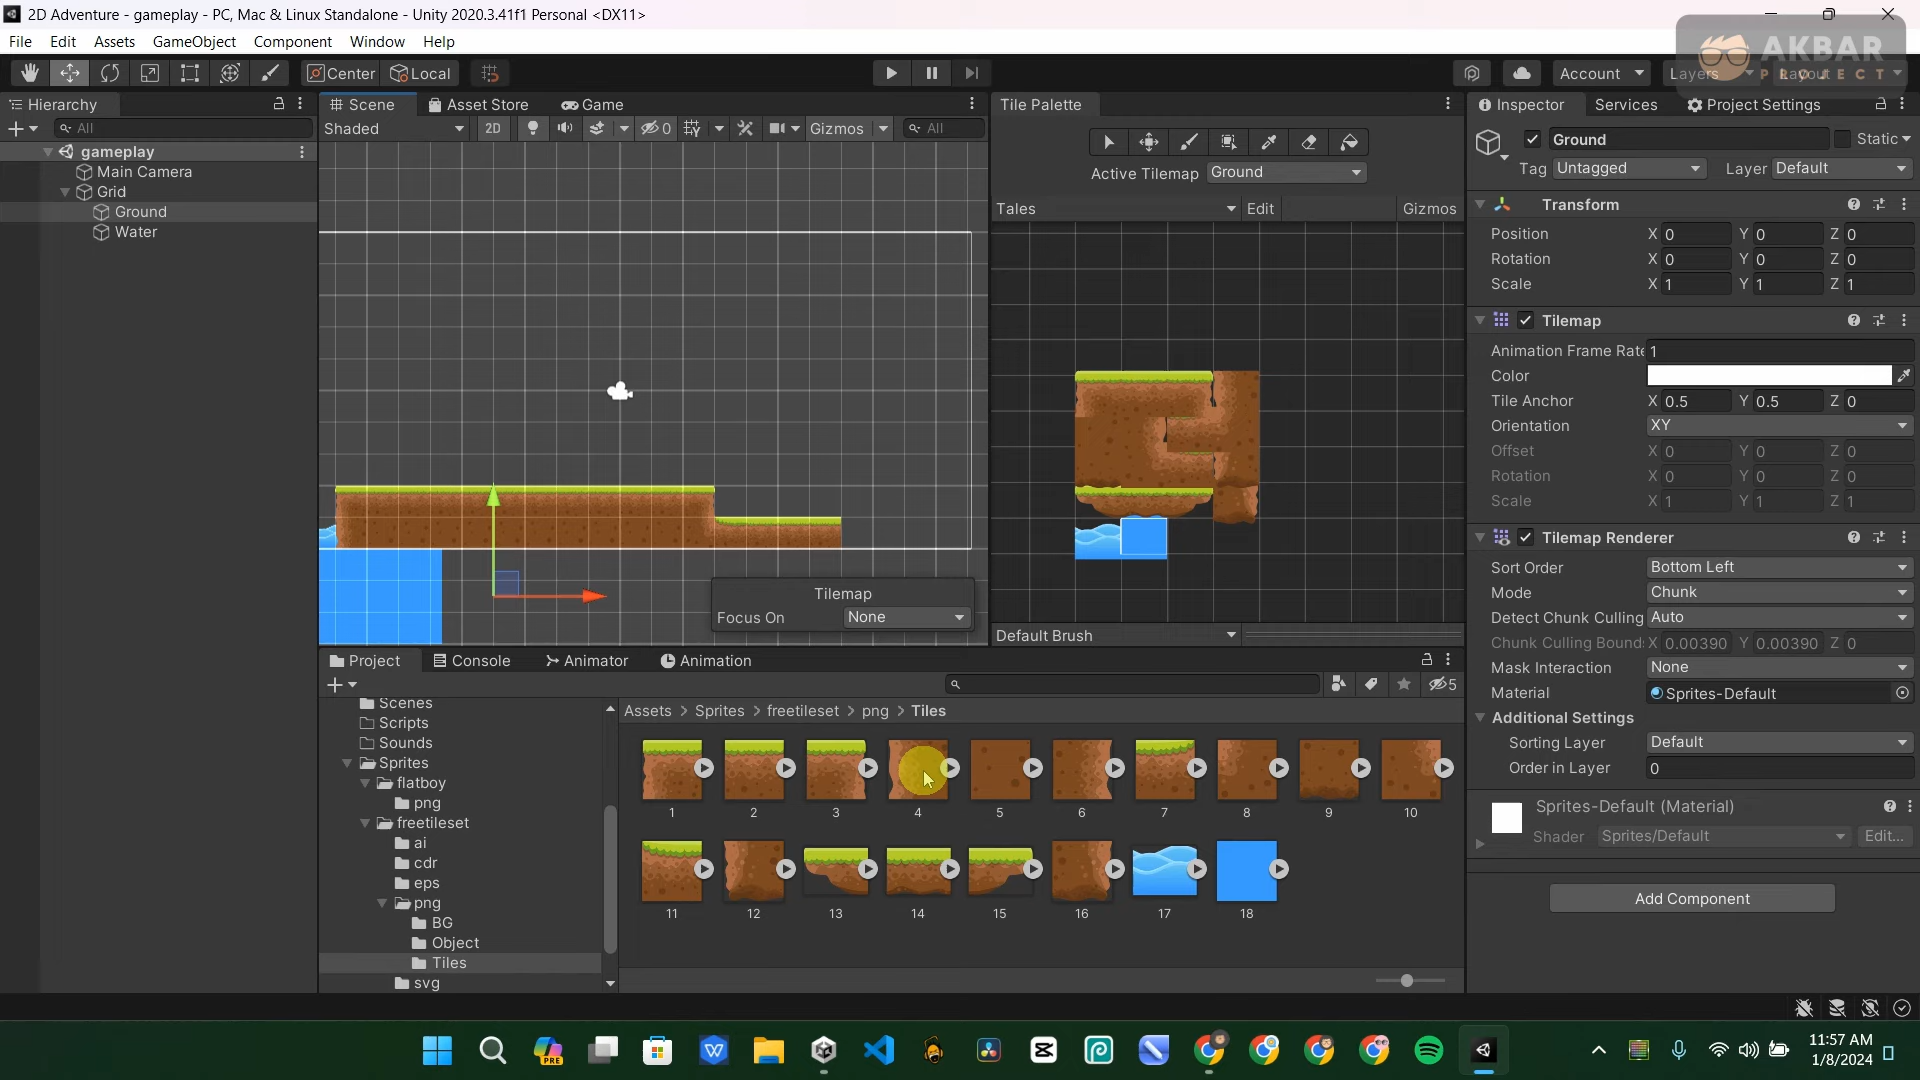 2D Adventure - gameplay - PC, Mac & Linux Standalone - Unity 2020.3.41f1 Personal <DX11>
AKBAR
PROJECT
File Edit Assets GameObject Component Window Help
Center Local
Account Layers Layout
Hierarchy
All
gameplay
Main Camera
Grid
Ground
Water
Scene Asset Store Game
Shaded 2D 0 Gizmos All
Tilemap
Focus On None
Tile Palette
Active Tilemap Ground
Tales Edit Gizmos
Default Brush
Inspector Services Project Settings
Ground Static
Tag Untagged Layer Default
Transform
Position X 0 Y 0 Z 0
Rotation X 0 Y 0 Z 0
Scale X 1 Y 1 Z 1
Tilemap
Animation Frame Rate 1
Color
Tile Anchor X 0.5 Y 0.5 Z 0
Orientation XY
Offset X 0 Y 0 Z 0
Rotation X 0 Y 0 Z 0
Scale X 1 Y 1 Z 1
Tilemap Renderer
Sort Order Bottom Left
Mode Chunk
Detect Chunk Culling Auto
Chunk Culling Bound: X 0.00390 Y 0.00390 Z 0
Mask Interaction None
Material Sprites-Default
Additional Settings
Sorting Layer Default
Order in Layer 0
Sprites-Default (Material)
Shader Sprites/Default Edit...
Add Component
Project Console Animator Animation
5
Scenes
Scripts
Sounds
Sprites
flatboy
png
freetileset
ai
cdr
eps
png
BG
Object
Tiles
svg
Assets > Sprites > freetileset > png > Tiles
1 2 3 4 5 6 7 8 9 10
11 12 13 14 15 16 17 18
PRE
11:57 AM
1/8/2024